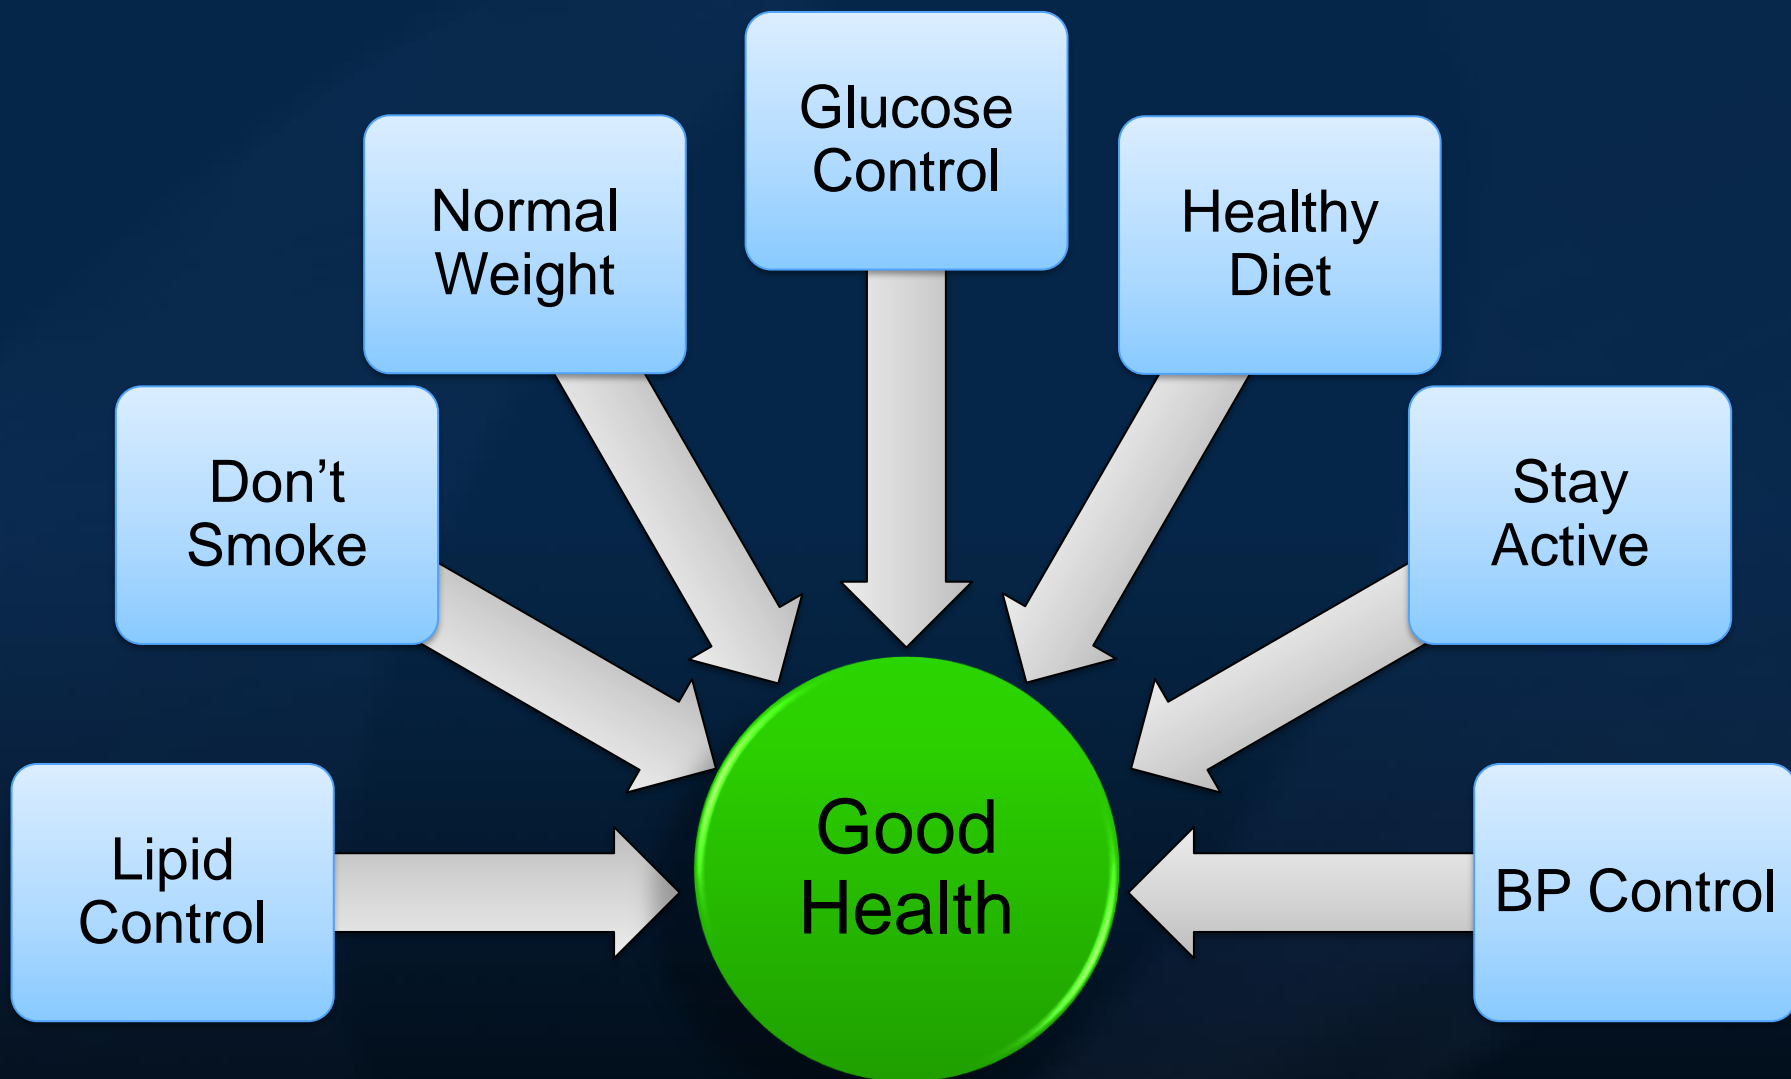 Glucose
Control
Normal
Weight
Healthy
Diet
Don’t
Smoke
Stay
Active
Lipid
Control
Good
Health
BP Control